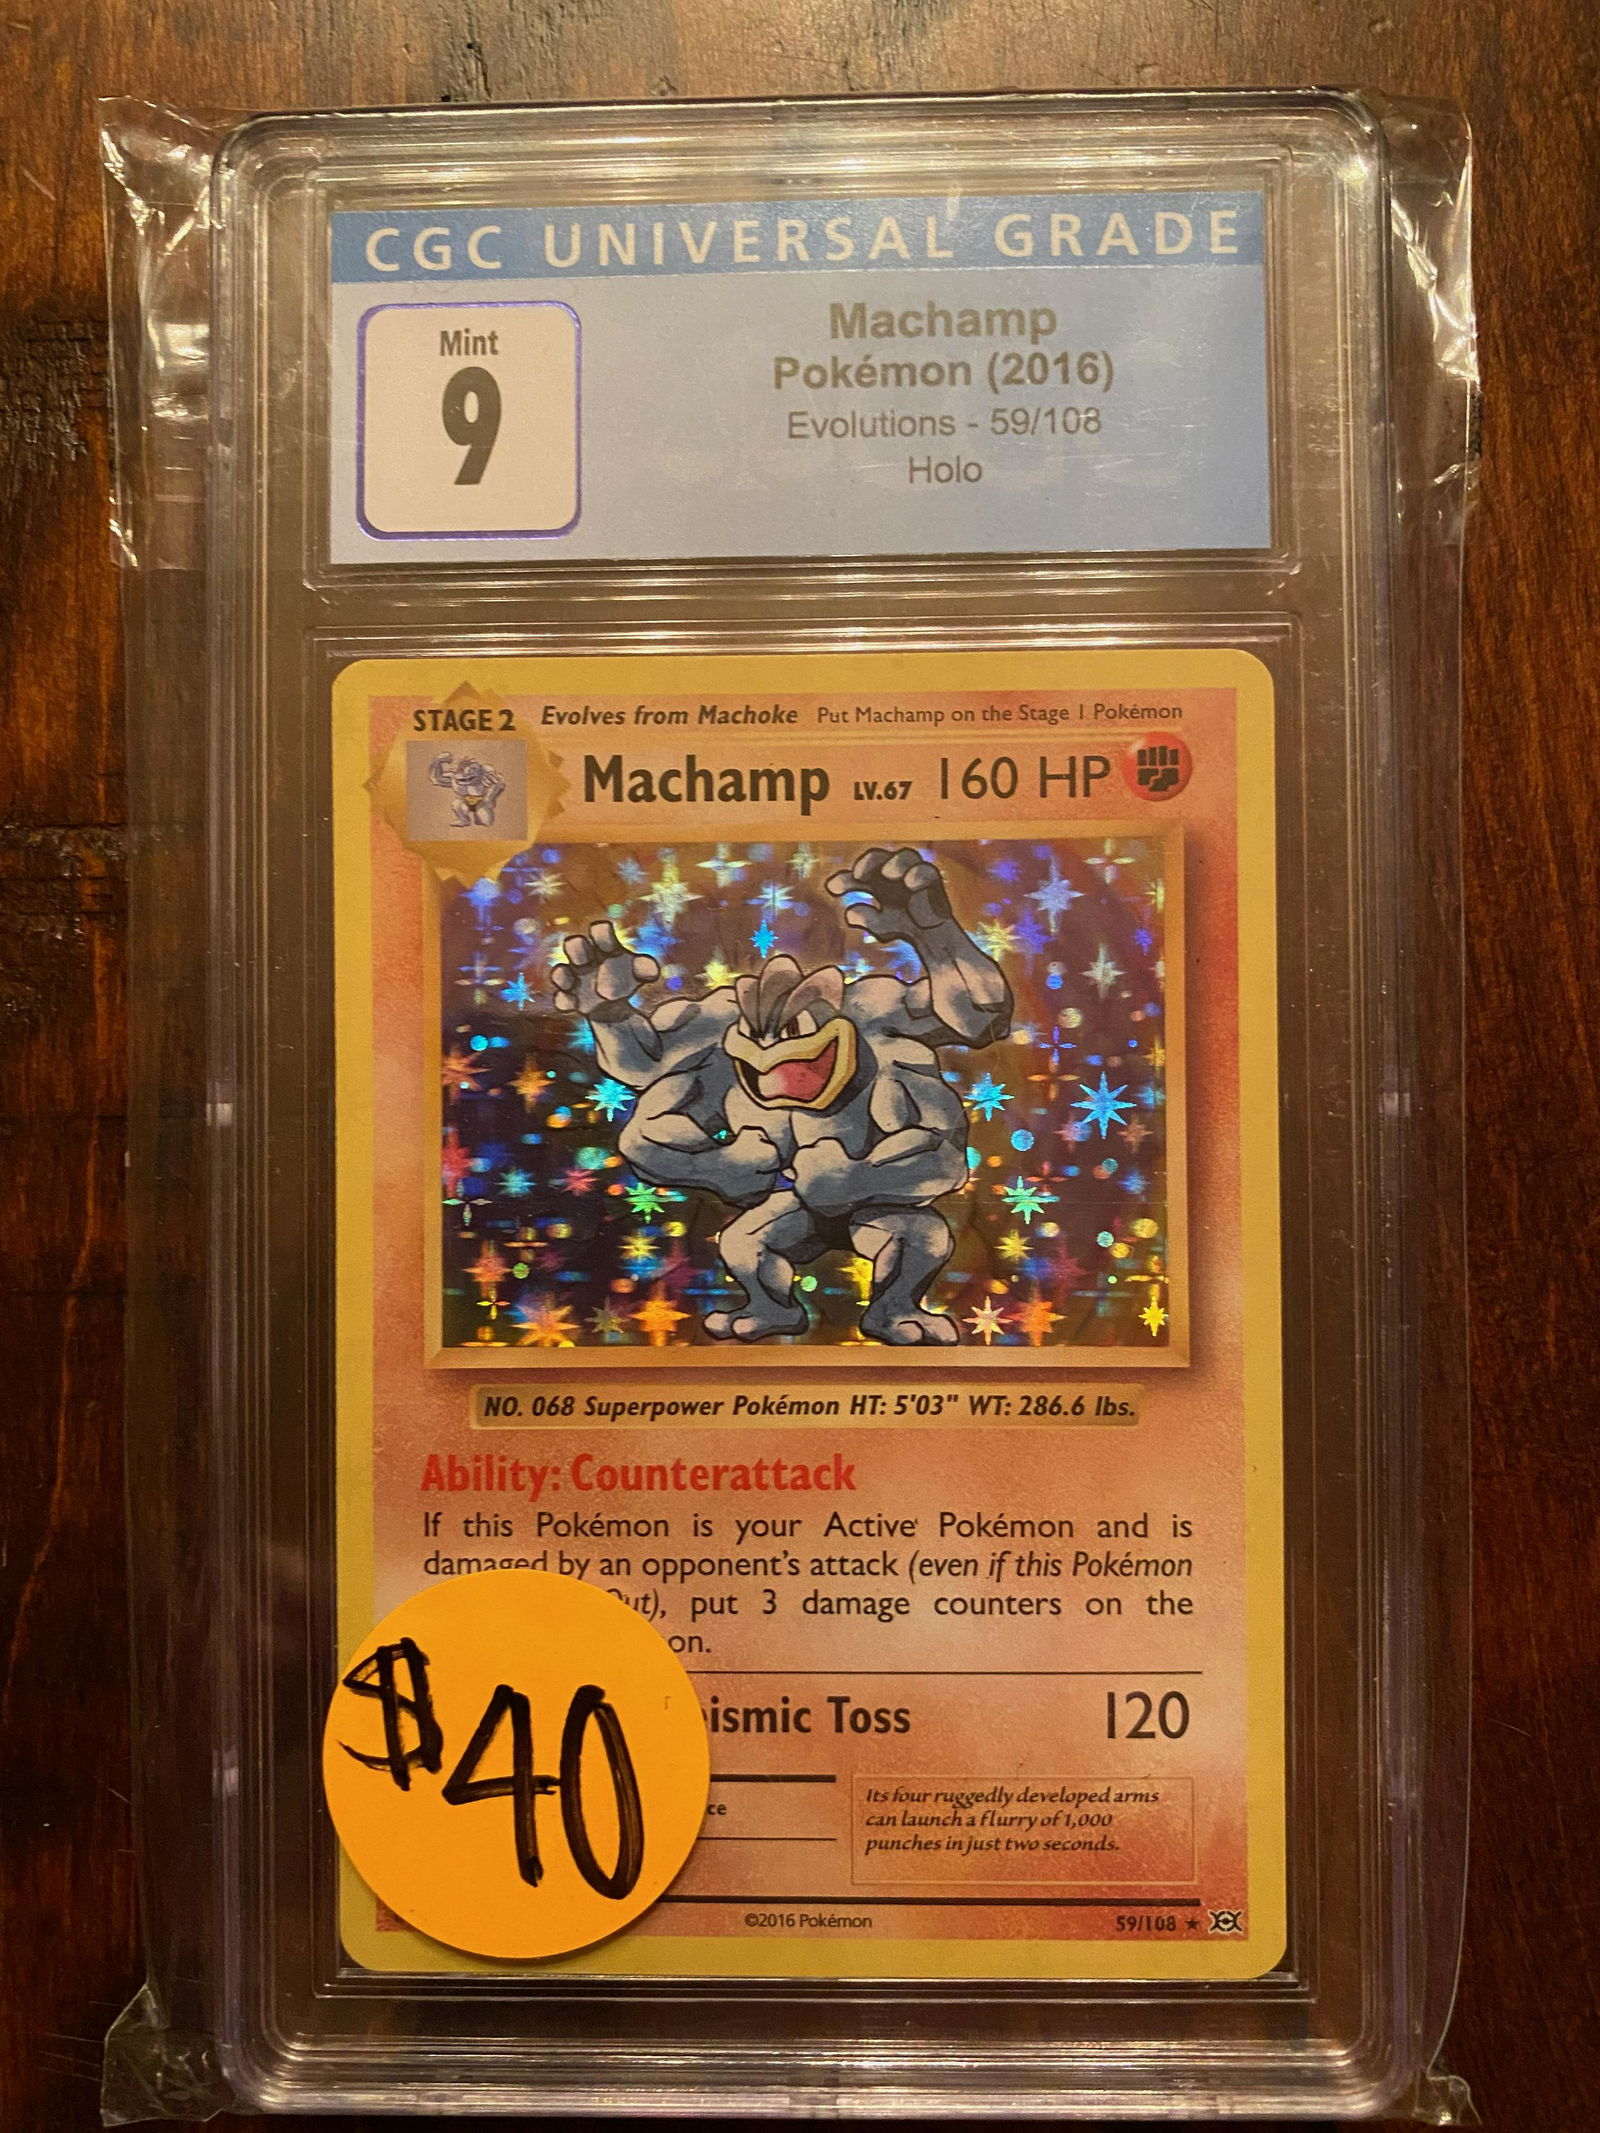 CGC UNIVERSAL GRADE
Mint
9
Machamp
Pokémon (2016)
Evolutions - 59/108
Holo
STAGE 2 Evolves from Machoke Put Machamp on the Stage 1 Pokémon
Machamp LV.67 160 HP
NO. 068 Superpower Pokémon HT: 5'03" WT: 286.6 lbs.
Ability: Counterattack
If this Pokémon is your Active Pokémon and is
damaged by an opponent's attack (even if this Pokémon
put 3 damage counters on the
$40
Toss 120
Its four ruggedly developed arms
can launch a flurry of 1,000
punches in just two seconds.
©2016 Pokémon 59/108